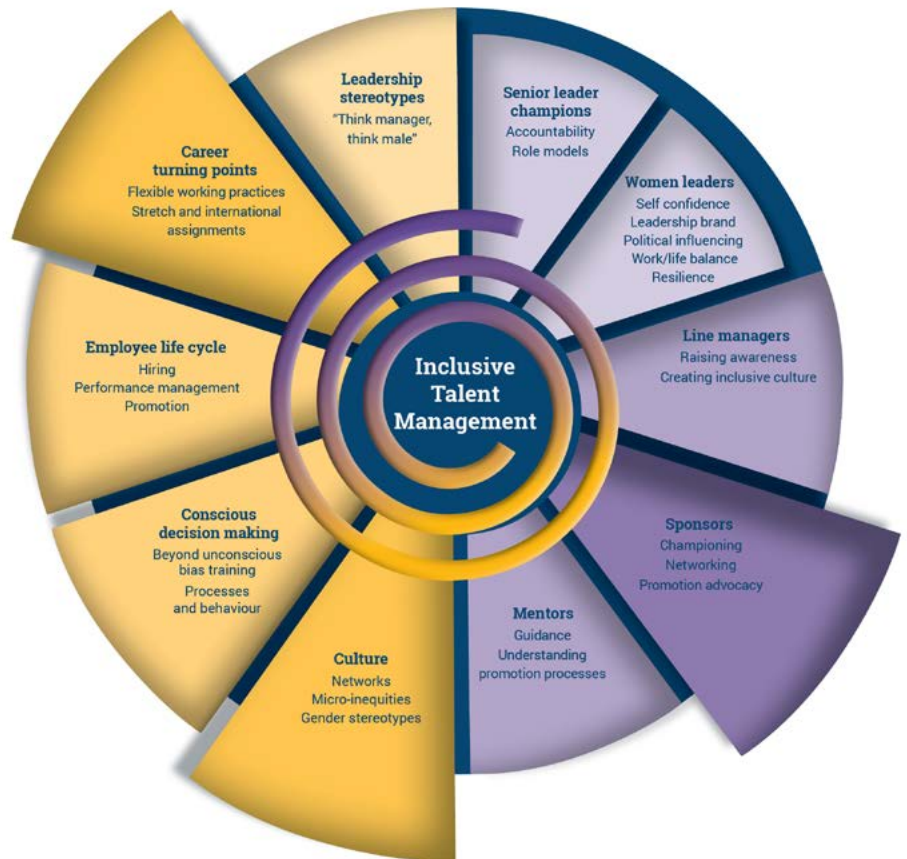 Leadership
stereotypes
"Think manager,
think male"
Senior leader
champions
Accountability
Role models
Women leaders
Self confidence
Leadership brand
Political influencing
Work/life balance
Resilience
Line managers
Raising awareness
Creating inclusive culture
Sponsors
Championing
Networking
Promotion advocacy
Mentors
Guidance
Understanding
promotion processes
Culture
Networks
Micro-inequities
Gender stereotypes
Conscious
decision making
Beyond unconscious
bias training
Processes
and behaviour
Employee life cycle
Hiring
Performance management
Promotion
Career
turning points
Flexible working practices
Stretch and international
assignments
Inclusive
Talent
Management